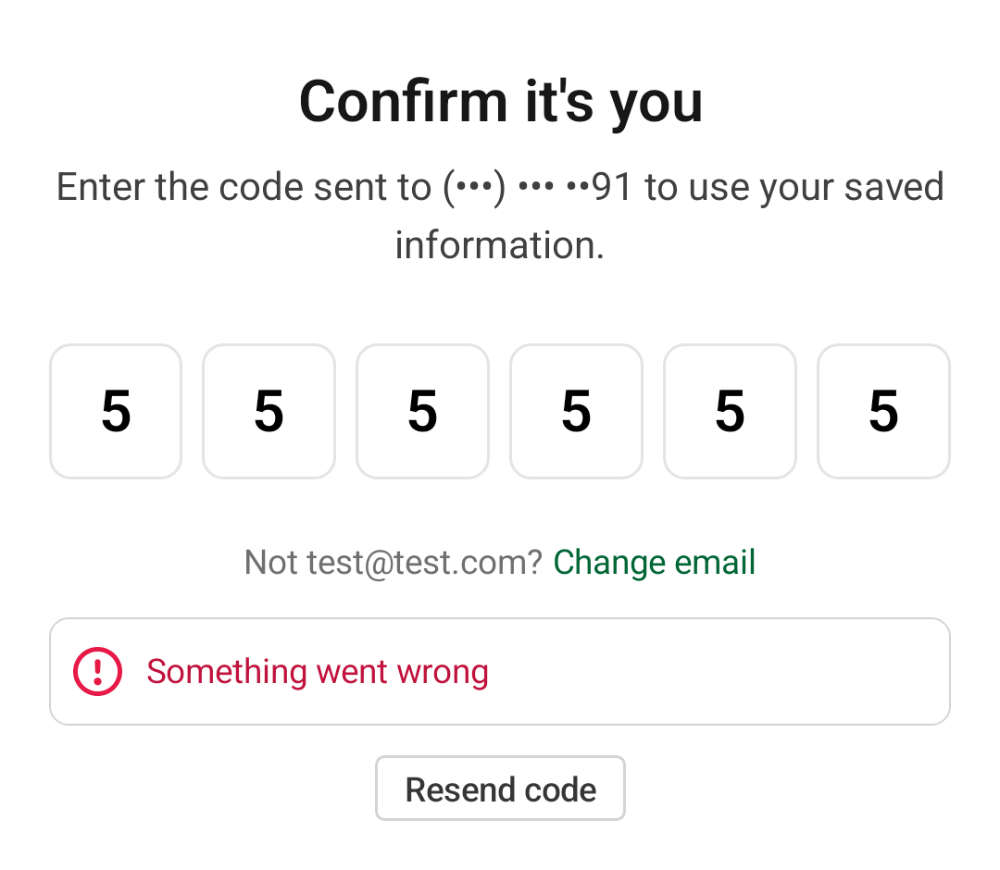 Confirm it's you
Enter the code sent to (•••) ••• ••91 to use your saved
information.
5 5 5 5 5 5
Not test@test.com? Change email
Something went wrong
Resend code